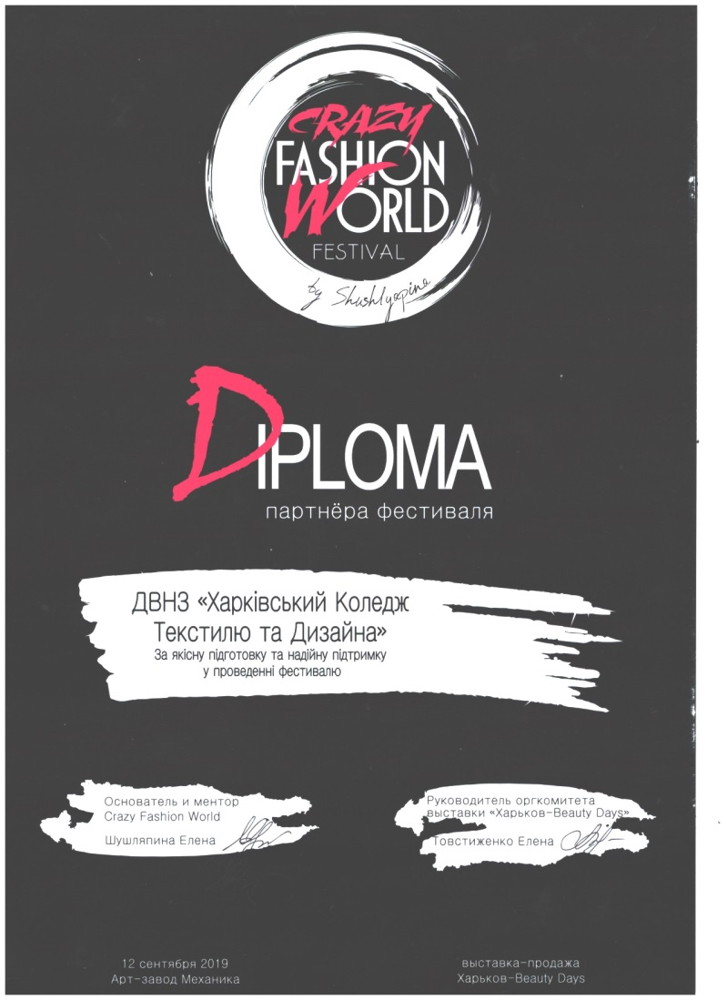 CRAZY
FASHION
WORLD
FESTIVAL
by Shushlyapina
DIPLOMA
партнёра фестиваля
ДВНЗ «Харківський Коледж
Текстилю та Дизайна»
За якісну підготовку та надійну підтримку
у проведенні фестивалю
Основатель и ментор
Crazy Fashion World
Шушляпина Елена
Руководитель оргкомитета
выставки «Харьков-Beauty Days»
Товстиженко Елена
12 сентября 2019
Арт-завод Механика
выставка-продажа
Харьков-Beauty Days